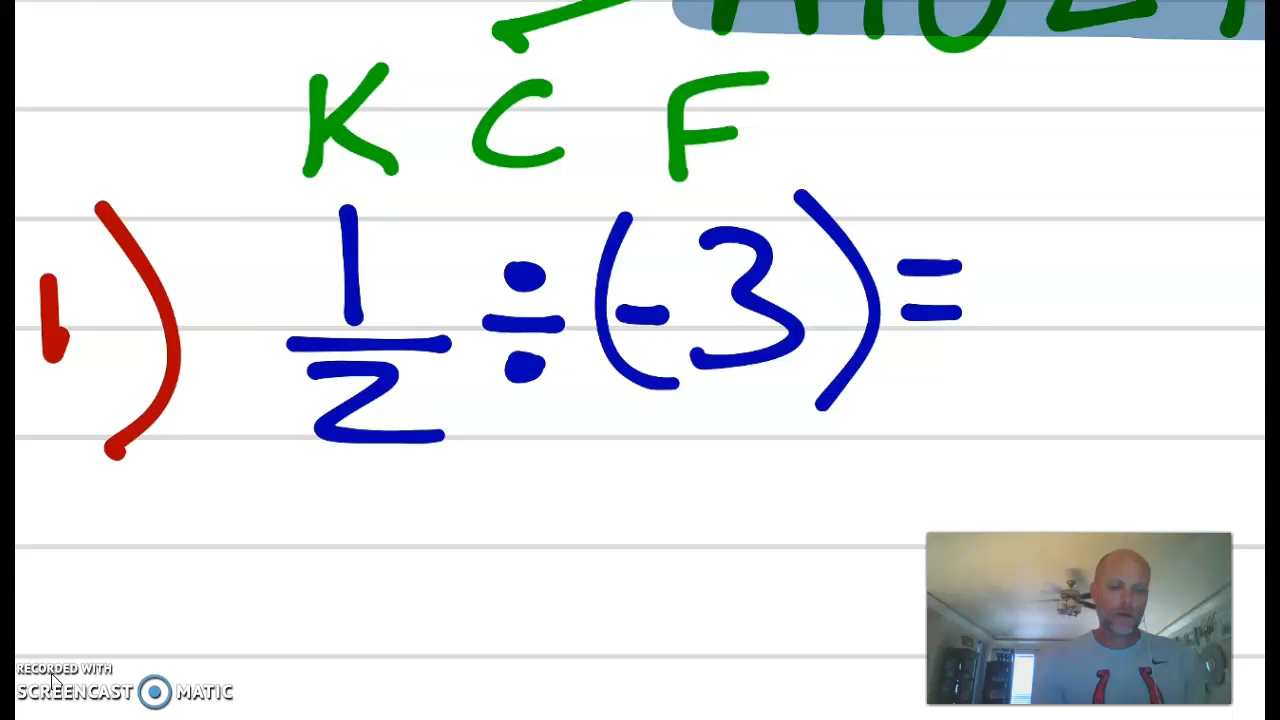 K C F
1) 1/2 ÷ (-3) =
RECORDED WITH
SCREENCAST MATIC